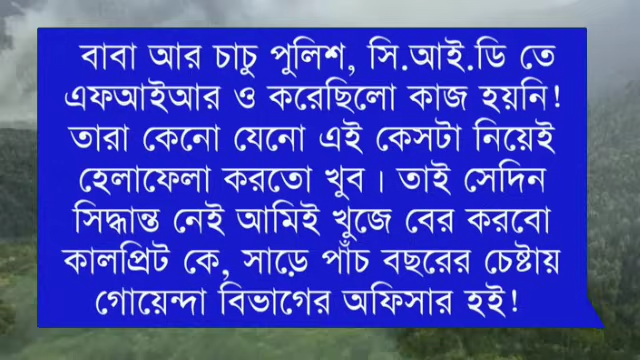 বাবা আর চাচু পুলিশ, সি.আই.ডি তে
এফআইআর ও করেছিলো কাজ হয়নি!
তারা কেনো যেনো এই কেসটা নিয়েই
হেলাফেলা করতো খুব। তাই সেদিন
সিদ্ধান্ত নেই আমিই খুজে বের করবো
কালপ্রিট কে, সাড়ে পাঁচ বছরের চেষ্টায়
গোয়েন্দা বিভাগের অফিসার হই!